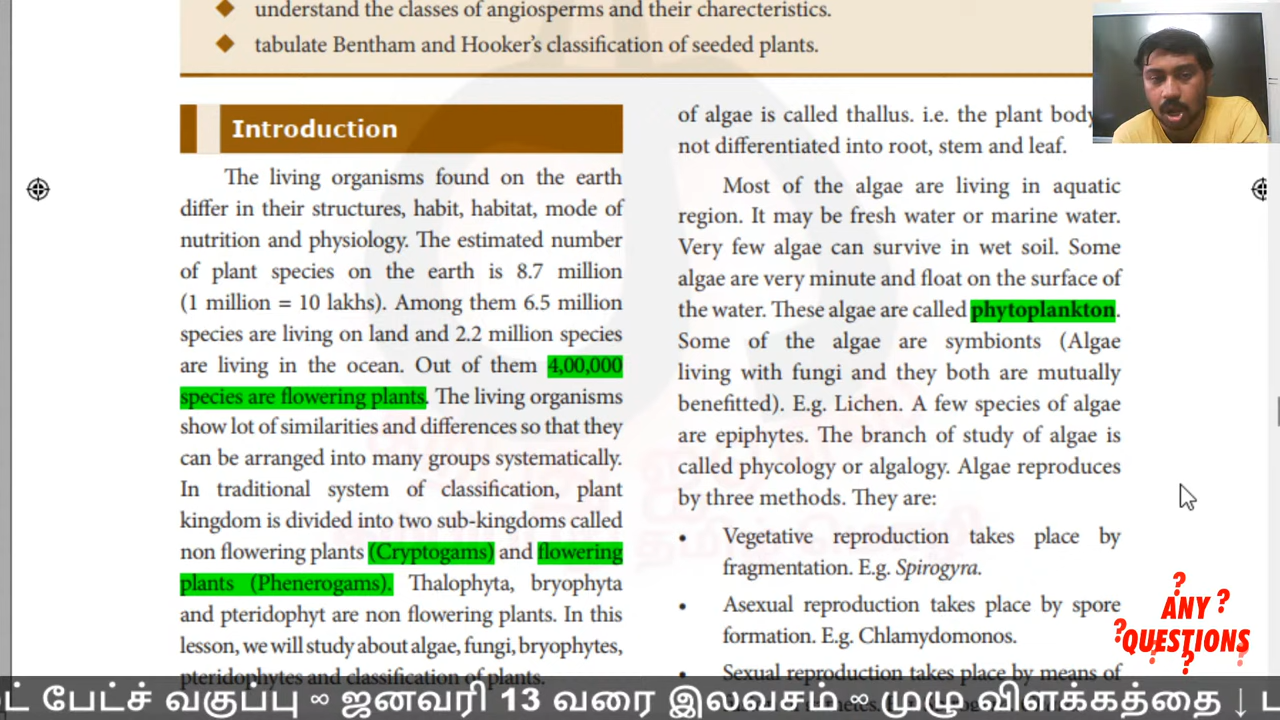 understand the classes of angiosperms and their charecteristics.
tabulate Bentham and Hooker's classification of seeded plants.
Introduction
The living organisms found on the earth
differ in their structures, habit, habitat, mode of
nutrition and physiology. The estimated number
of plant species on the earth is 8.7 million
(1 million = 10 lakhs). Among them 6.5 million
species are living on land and 2.2 million species
are living in the ocean. Out of them 4,00,000
species are flowering plants. The living organisms
show lot of similarities and differences so that they
can be arranged into many groups systematically.
In traditional system of classification, plant
kingdom is divided into two sub-kingdoms called
non flowering plants (Cryptogams) and flowering
plants (Phenerogams). Thalophyta, bryophyta
and pteridophyt are non flowering plants. In this
lesson, we will study about algae, fungi, bryophytes,
pteridophytes and classification of plants.
of algae is called thallus. i.e. the plant body
not differentiated into root, stem and leaf.
Most of the algae are living in aquatic
region. It may be fresh water or marine water.
Very few algae can survive in wet soil. Some
algae are very minute and float on the surface of
the water. These algae are called phytoplankton.
Some of the algae are symbionts (Algae
living with fungi and they both are mutually
benefitted). E.g. Lichen. A few species of algae
are epiphytes. The branch of study of algae is
called phycology or algalogy. Algae reproduces
by three methods. They are:
• Vegetative reproduction takes place by
fragmentation. E.g. Spirogyra.
• Asexual reproduction takes place by spore
formation. E.g. Chlamydomonos.
• Sexual reproduction takes place by means of
ANY
QUESTIONS
பேட்ச் வகுப்பு ∞ ஜனவரி 13 வரை இலவசம் ∞ முழு விளக்கத்தை ↓